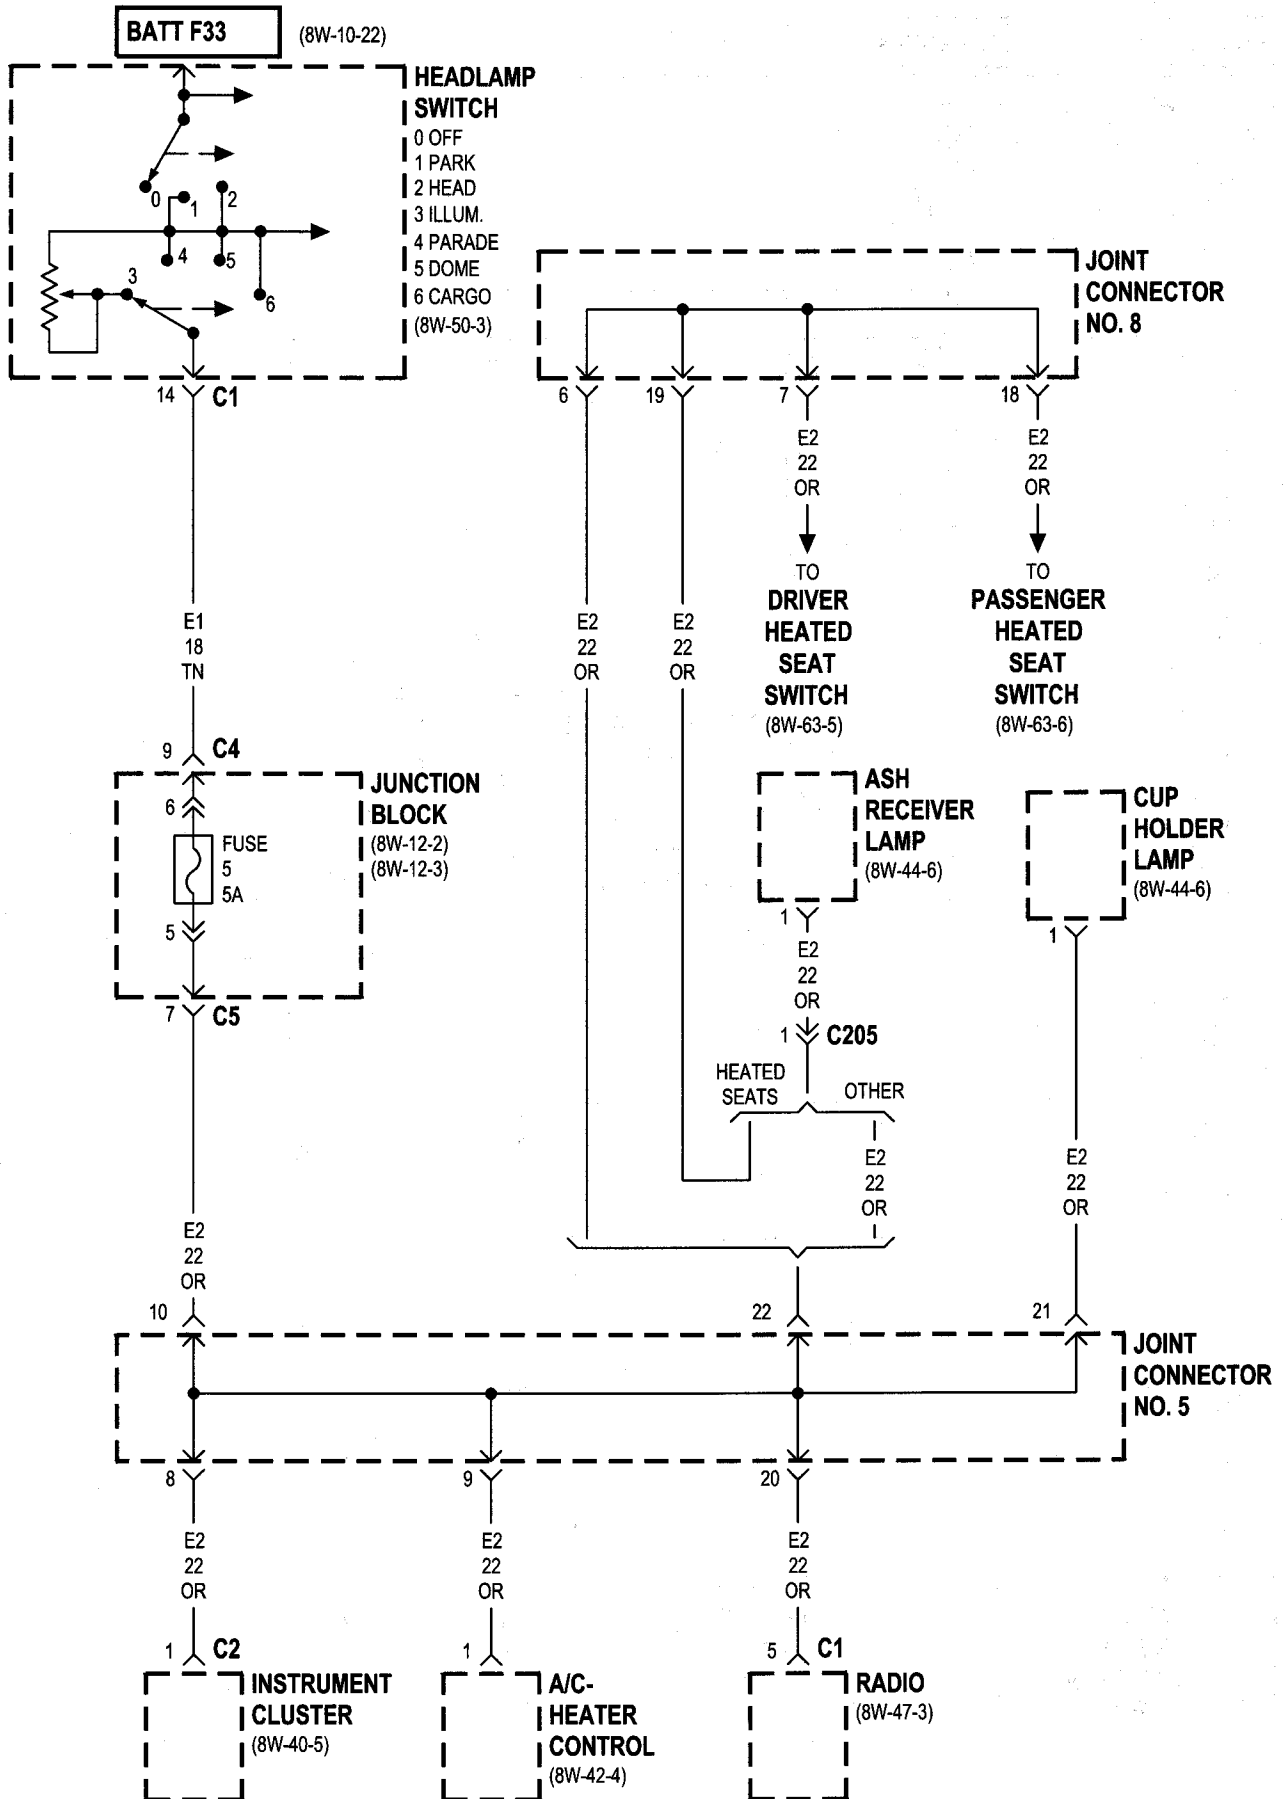 BATT F33
(8W-10-22)
HEADLAMP
SWITCH
0 OFF
1 PARK
2 HEAD
3 ILLUM.
4 PARADE
5 DOME
6 CARGO
(8W-50-3)
0
1
2
4
5
3
6
14
C1
JOINT
CONNECTOR
NO. 8
6
19
7
18
E2
22
OR
E2
22
OR
TO
DRIVER
HEATED
SEAT
SWITCH
(8W-63-5)
TO
PASSENGER
HEATED
SEAT
SWITCH
(8W-63-6)
E1
18
TN
E2
22
OR
E2
22
OR
9
C4
JUNCTION
BLOCK
(8W-12-2)
(8W-12-3)
6
FUSE
5
5A
5
7
C5
ASH
RECEIVER
LAMP
(8W-44-6)
1
E2
22
OR
1
C205
CUP
HOLDER
LAMP
(8W-44-6)
1
HEATED
SEATS
OTHER
E2
22
OR
E2
22
OR
E2
22
OR
10
22
21
JOINT
CONNECTOR
NO. 5
8
9
20
E2
22
OR
E2
22
OR
E2
22
OR
1
C2
1
5
C1
INSTRUMENT
CLUSTER
(8W-40-5)
A/C-
HEATER
CONTROL
(8W-42-4)
RADIO
(8W-47-3)